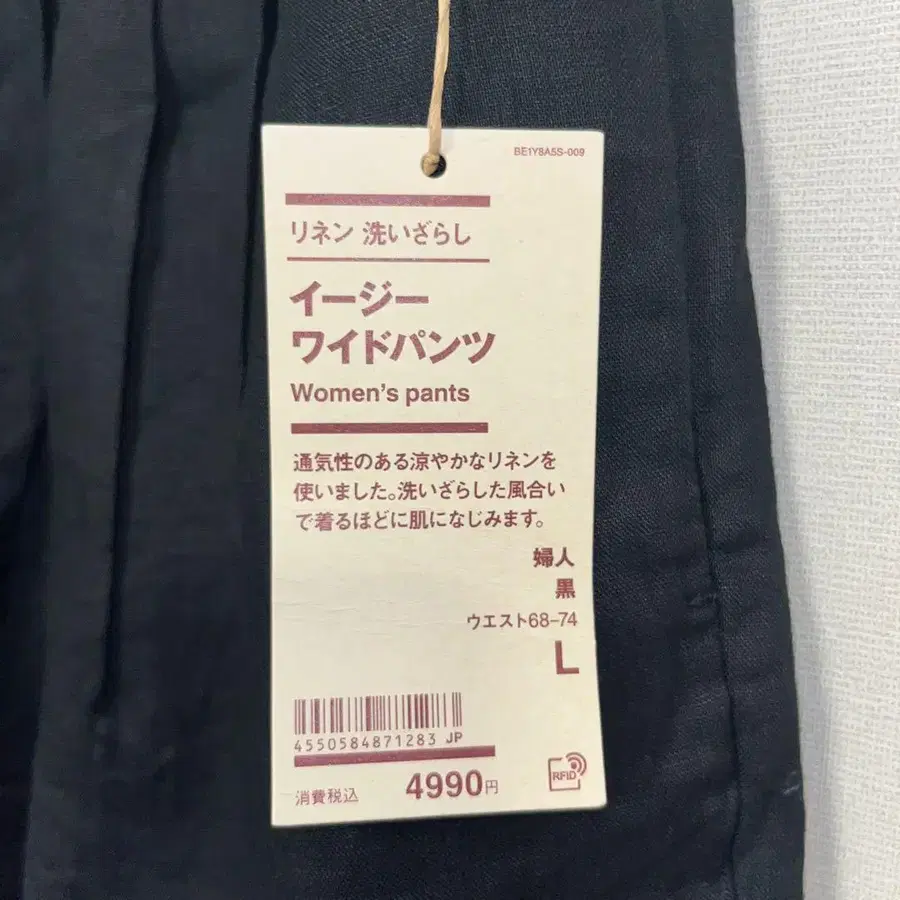 BE1Y8A5S-009
リネン 洗いざらし
イージー
ワイドパンツ
Women's pants
通気性のある涼やかなリネンを
使いました。洗いざらした風合い
で着るほどに肌になじみます。
婦人
黒
ウエスト68-74
L
4550584871283 JP
消費税込 4990円
RFID